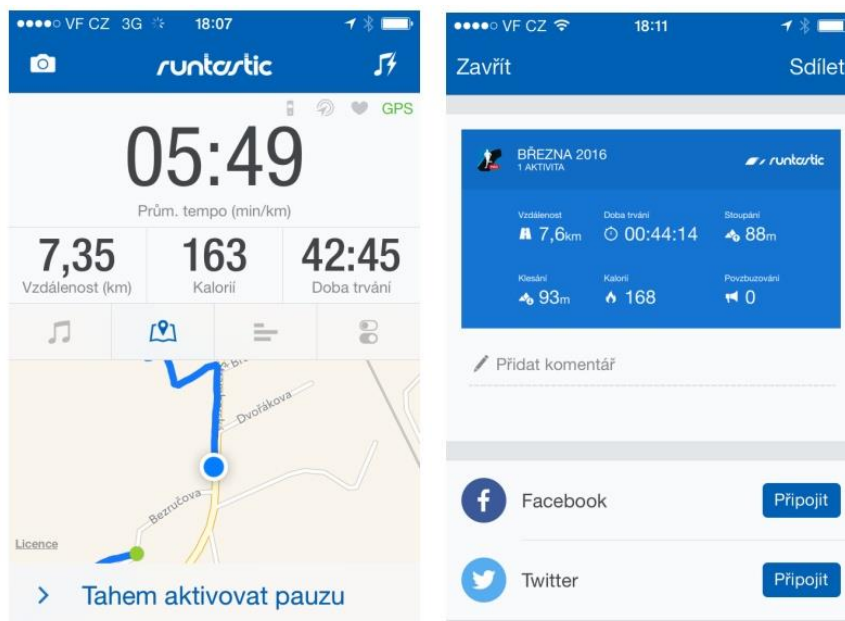 VF CZ 3G 18:07
runtastic
GPS
05:49
Prům. tempo (min/km)
7,35 163 42:45
Vzdálenost (km) Kalorií Doba trvání
Dvořákova
Bezručova
Licence
Tahem aktivovat pauzu
VF CZ 18:11
Zavřít Sdílet
BŘEZNA 2016
1 AKTIVITA
runtastic
Vzdálenost Doba trvání Stoupání
7,6km 00:44:14 88m
Klesání Kalorií Povzbuzování
93m 168 0
Přidat komentář
Facebook Připojit
Twitter Připojit